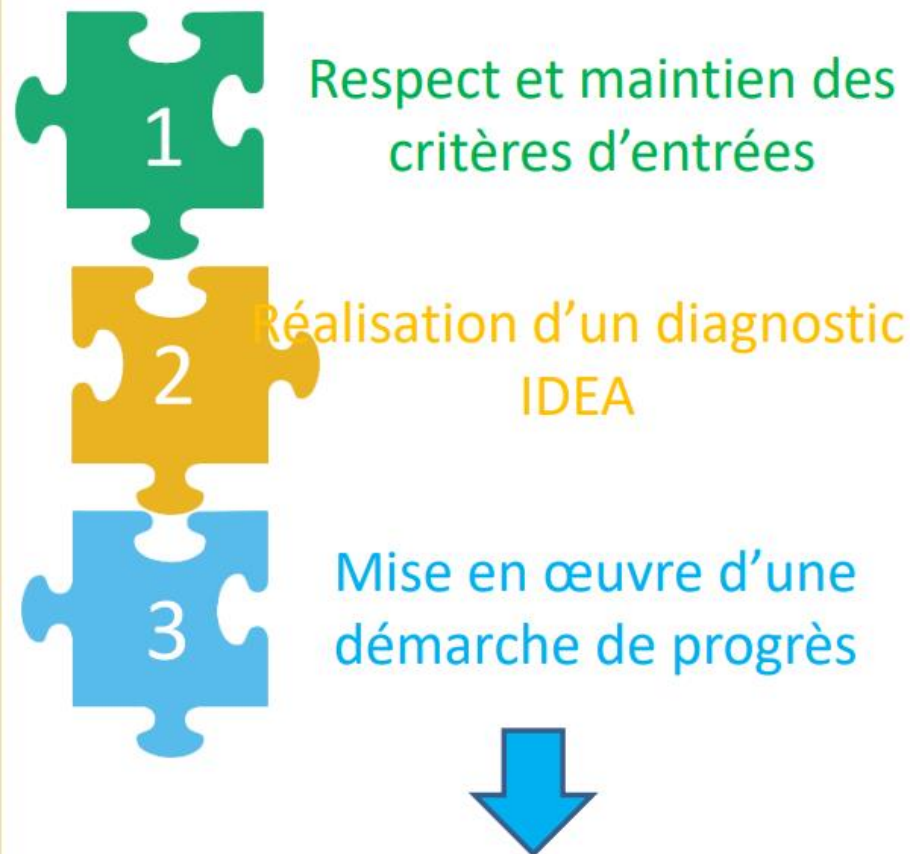 1
Respect et maintien des
critères d'entrées
2
Réalisation d'un diagnostic
IDEA
3
Mise en œuvre d'une
démarche de progrès